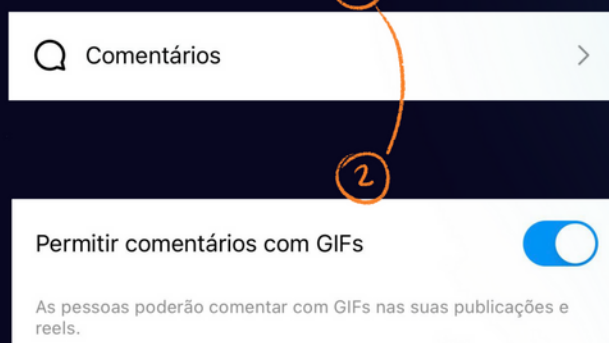 Comentários
2
Permitir comentários com GIFs
As pessoas poderão comentar com GIFs nas suas publicações e
reels.